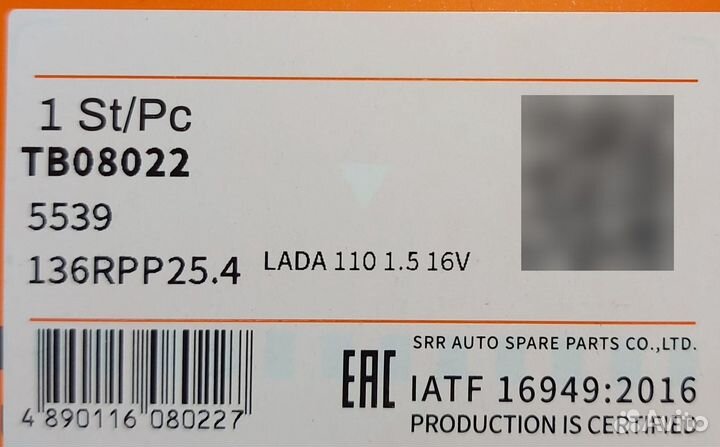 1 St/Pc
TB08022
5539
136RPP25.4 LADA 110 1.5 16V
SRR AUTO SPARE PARTS CO.,LTD.
EAC IATF 16949:2016
4 890116 080227
PRODUCTION IS CERTIFIED
Avito